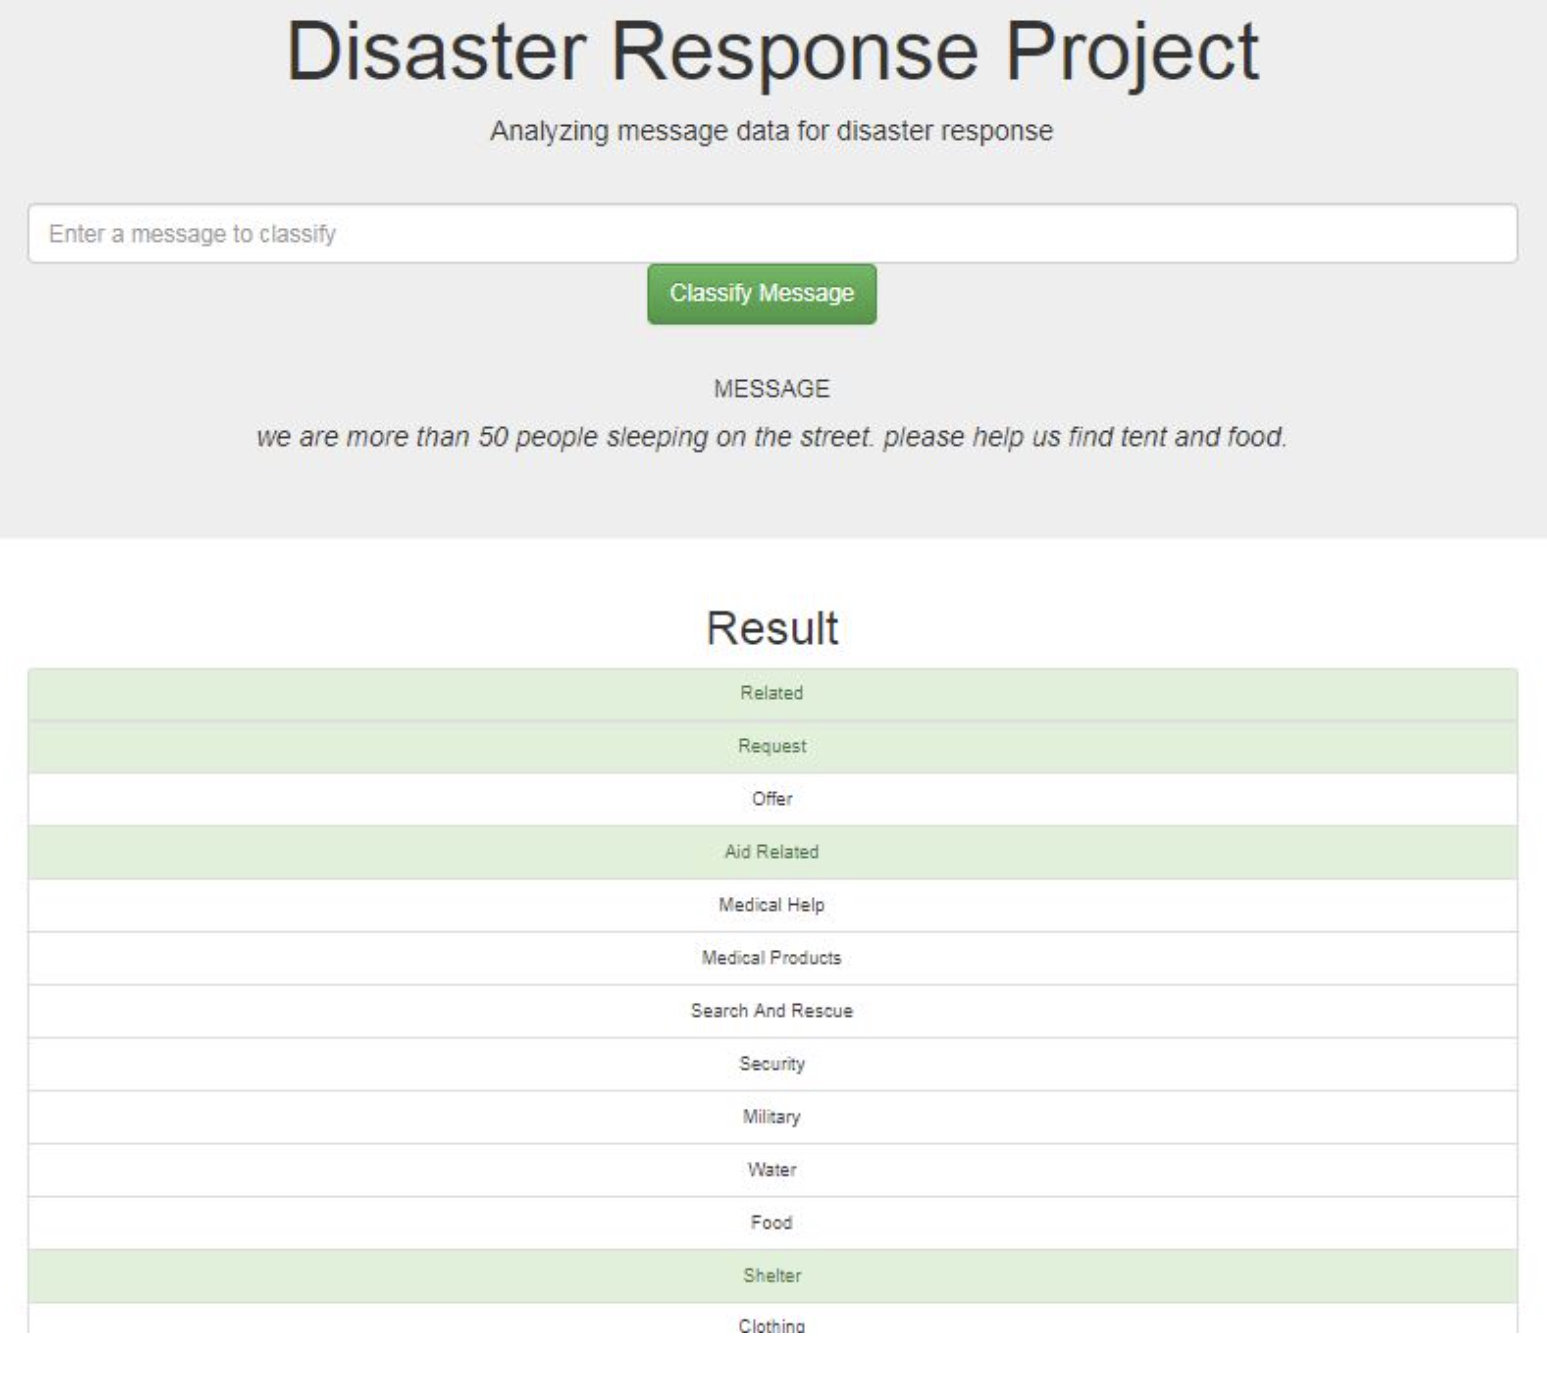 Disaster Response Project
Analyzing message data for disaster response
Enter a message to classify
Classify Message
MESSAGE
we are more than 50 people sleeping on the street. please help us find tent and food.
Result
Related
Request
Offer
Aid Related
Medical Help
Medical Products
Search And Rescue
Security
Military
Water
Food
Shelter
Clothing